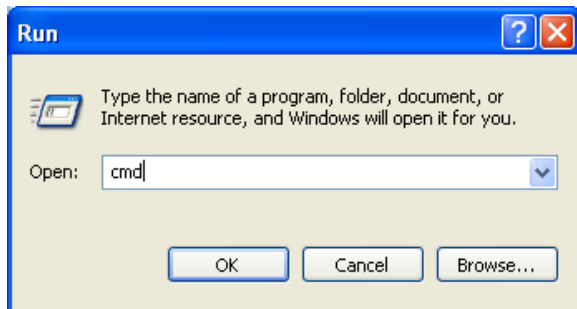 Run
Type the name of a program, folder, document, or
Internet resource, and Windows will open it for you.
Open: cmd
OK Cancel Browse...